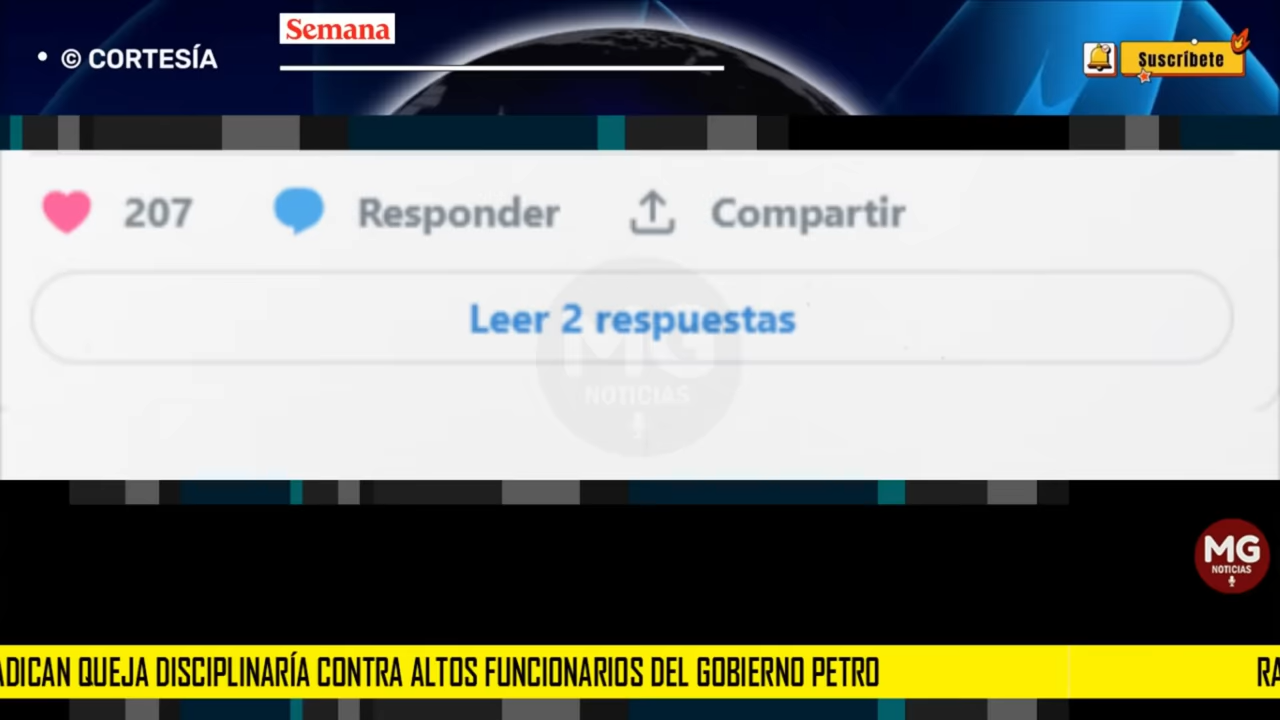 Semana
• © CORTESÍA
Suscríbete
207 Responder Compartir
Leer 2 respuestas
MG
NOTICIAS
MG
NOTICIAS
ADICAN QUEJA DISCIPLINARÍA CONTRA ALTOS FUNCIONARIOS DEL GOBIERNO PETRO RA